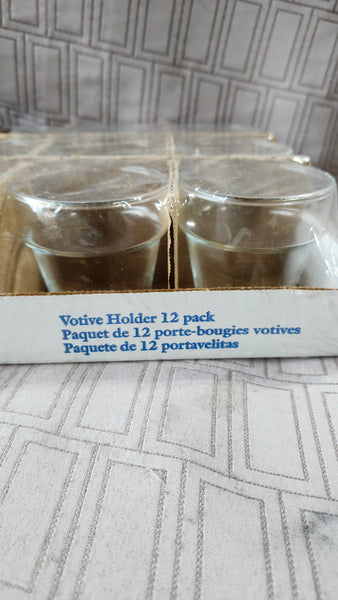 Votive Holder 12 pack
Paquet de 12 porte-bougies votives
Paquete de 12 portavelitas